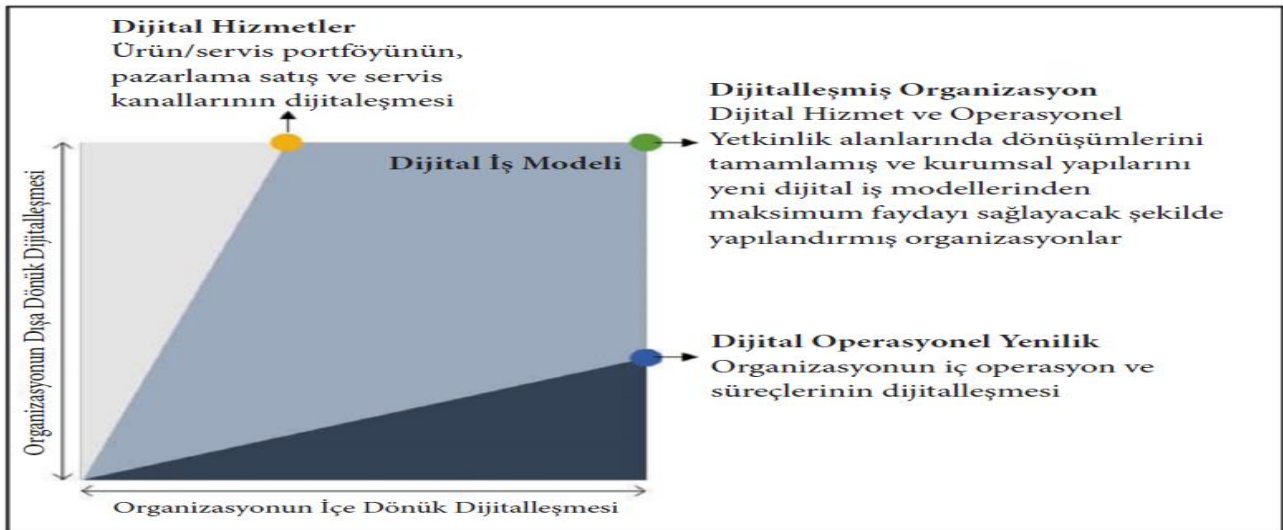 Dijital Hizmetler
Ürün/servis portföyünün,
pazarlama satış ve servis
kanallarının dijitaleşmesi
Dijitalleşmiş Organizasyon
Dijital Hizmet ve Operasyonel
Yetkinlik alanlarında dönüşümlerini
tamamlamış ve kurumsal yapılarını
yeni dijital iş modellerinden
maksimum faydayı sağlayacak şekilde
yapılandırmış organizasyonlar
Dijital İş Modeli
Organizasyonun Dışa Dönük Dijitalleşmesi
Dijital Operasyonel Yenilik
Organizasyonun iç operasyon ve
süreçlerinin dijitalleşmesi
Organizasyonun İçe Dönük Dijitalleşmesi